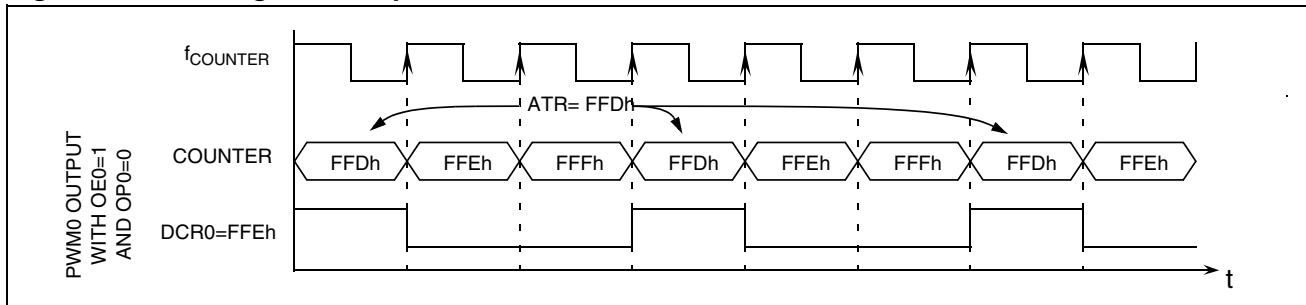 fCOUNTER
ATR= FFDh
COUNTER
FFDh FFEh FFFh FFDh FFEh FFFh FFDh FFEh
PWM0 OUTPUT
WITH OE0=1
AND OP0=0
DCR0=FFEh
t